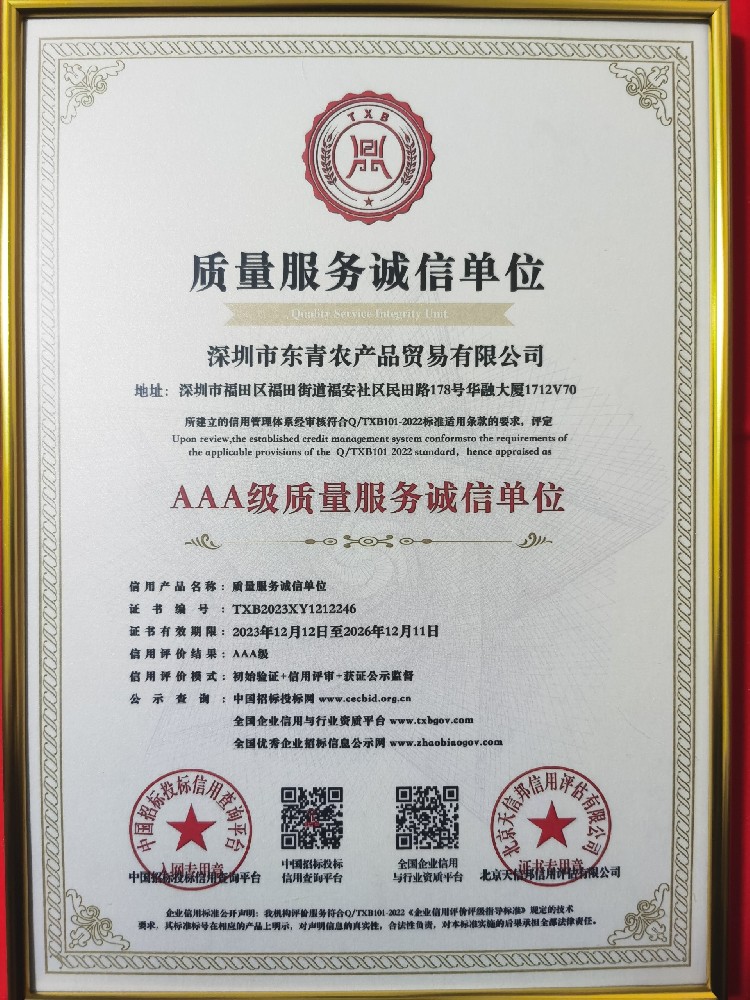 TXB
质量服务诚信单位
Quality Service Integrity Unit
深圳市东青农产品贸易有限公司
地址：深圳市福田区福田街道福安社区民田路178号华融大厦1712V70
所建立的信用管理体系经审核符合Q/TXB101-2022标准适用条款的要求，评定
Upon review,the established credit management system conformsto the requirements of
the applicable provisions of the Q/TXB101 2022 standard, hence appraised as
AAA级质量服务诚信单位
信用产品名称：质量服务诚信单位
证书编号：TXB2023XY1212246
证书有效期限：2023年12月12日至2026年12月11日
信用评价结果：AAA级
信用评价模式：初始验证+信用评审+获证公示监督
公示查询：中国招标投标网 www.cecbid.org.cn
全国企业信用与行业资质平台 www.txbgov.com
全国优秀企业招标信息公示网 www.zhaobiaogov.com
中国招标投标信用查询平台
入网专用章
中国招标投标信用查询平台
中国招标投标
信用查询平台
全国企业信用
与行业资质平台
北京天信邦信用评估有限公司
证书专用章
北京天信邦信用评估有限公司
企业信用标准公开声明：我机构评价服务符合Q/TXB101-2022《企业信用评价评级指导标准》规定的技术
要求，其标准标号在相应的产品上明示，对声明信息的真实性，合法性负责，对本标准实施的后果承担全部法律责任。